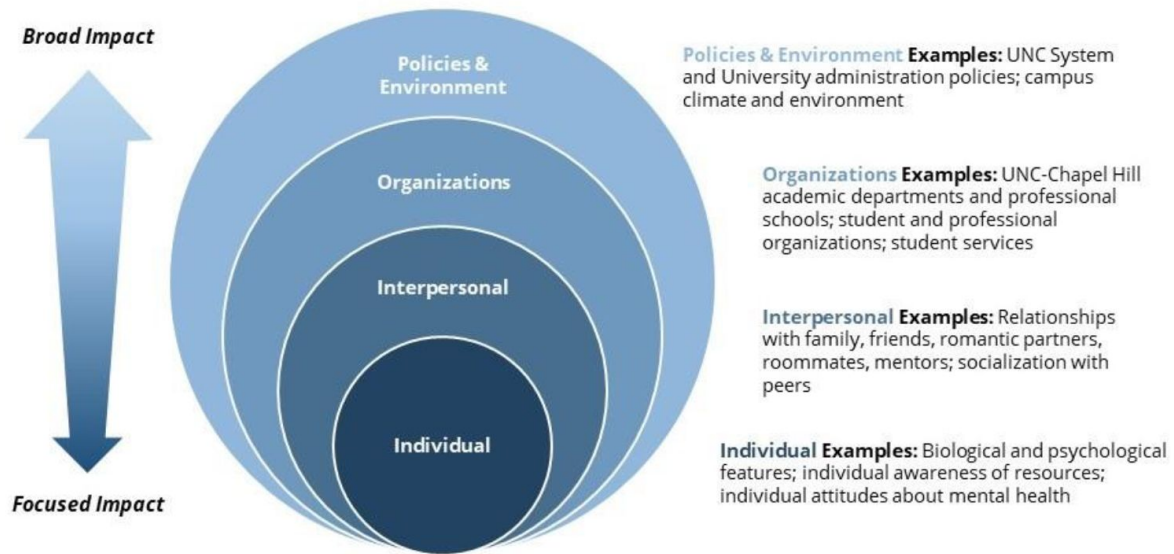 Broad Impact
Focused Impact
Policies &
Environment
Organizations
Interpersonal
Individual
Policies & Environment Examples: UNC System
and University administration policies; campus
climate and environment
Organizations Examples: UNC-Chapel Hill
academic departments and professional
schools; student and professional
organizations; student services
Interpersonal Examples: Relationships
with family, friends, romantic partners,
roommates, mentors; socialization with
peers
Individual Examples: Biological and psychological
features; individual awareness of resources;
individual attitudes about mental health